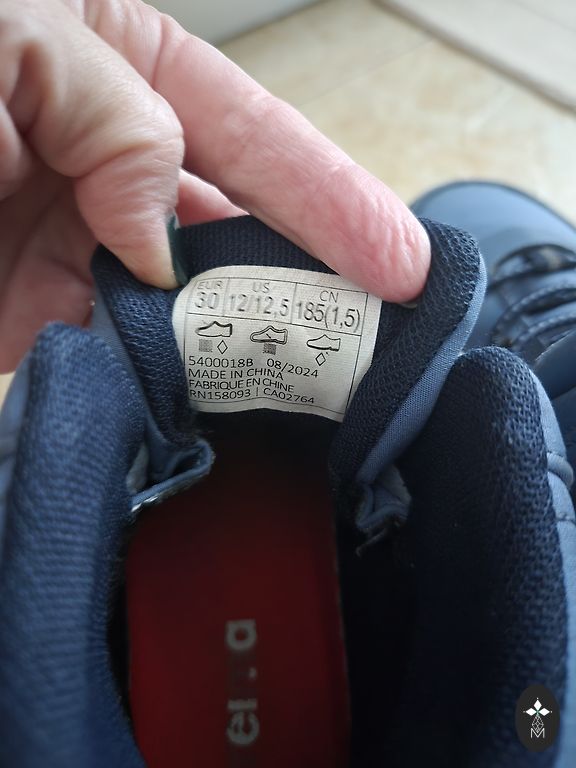 EUR US CN
30 12/12,5 185(1,5)
5400018B 08/2024
MADE IN CHINA
FABRIQUE EN CHINE
RN158093 | CA02764
M